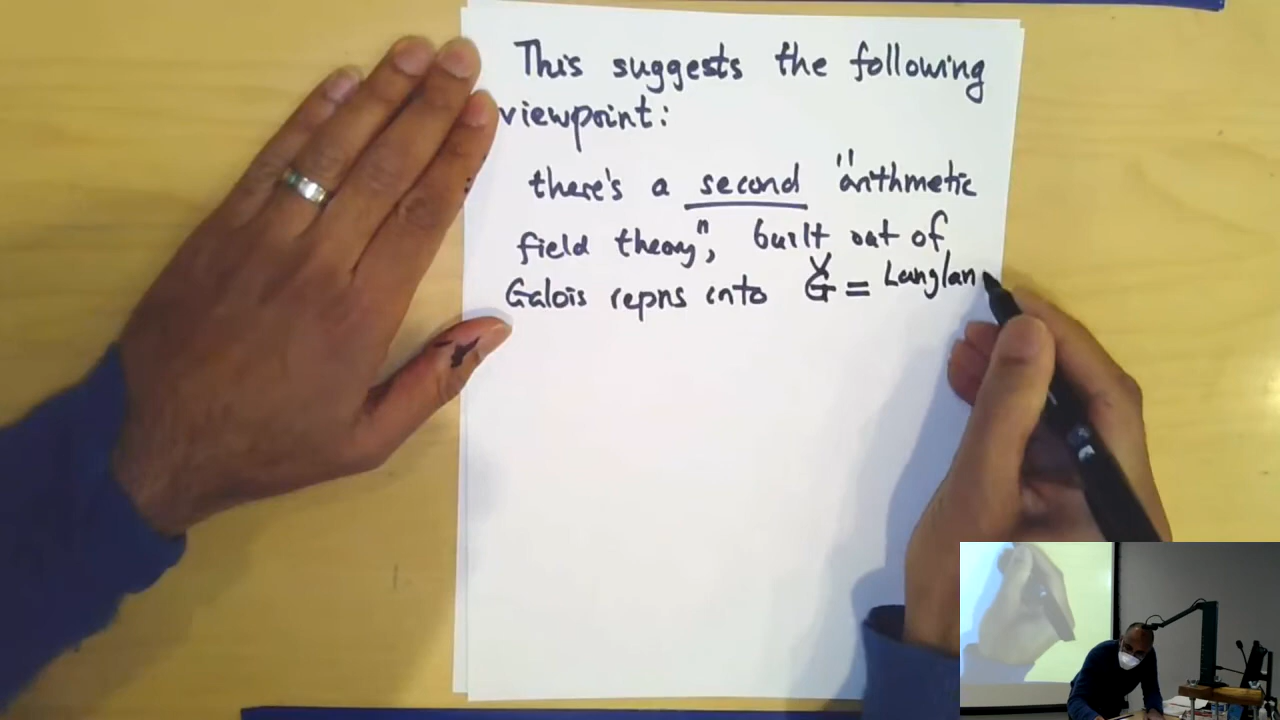 This suggests the following
viewpoint:
there's a second "arithmetic
field theory", built out of
Galois repns into Ǧ = Langlan